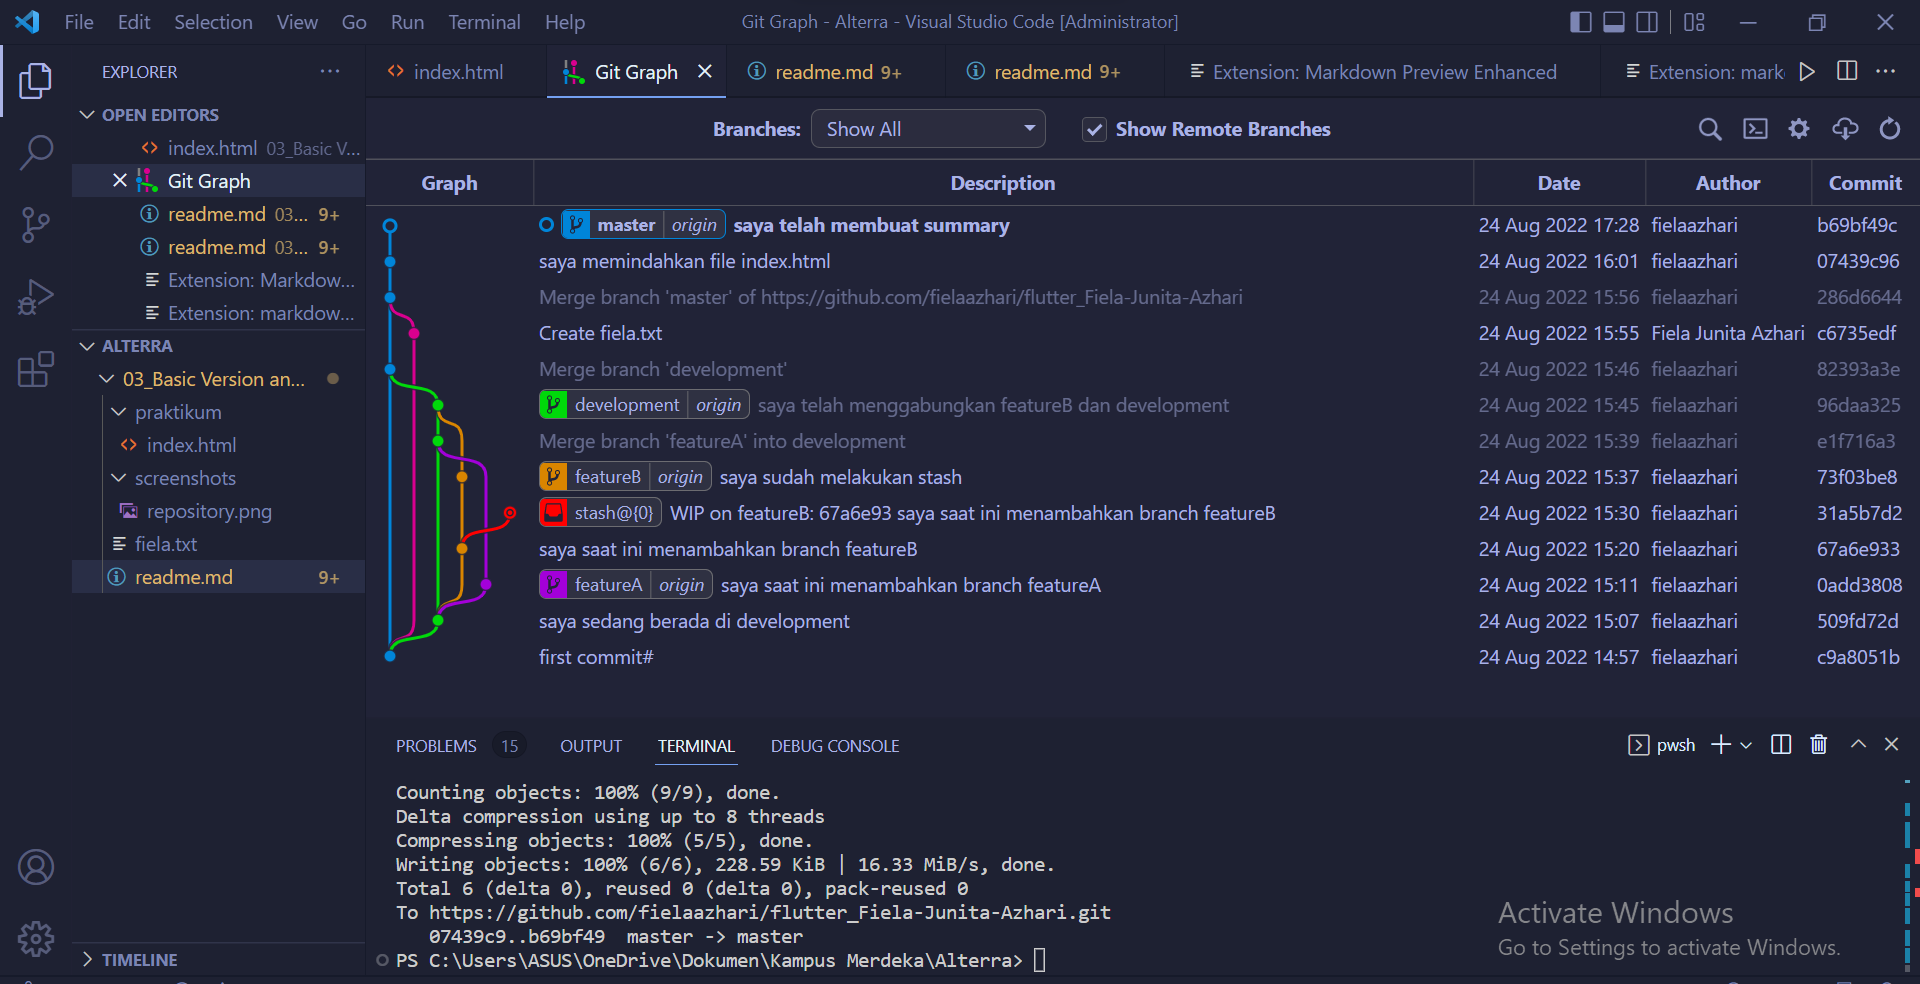 File Edit Selection View Go Run Terminal Help Git Graph - Alterra - Visual Studio Code [Administrator]
EXPLORER
index.html
Git Graph
readme.md 9+
readme.md 9+
Extension: Markdown Preview Enhanced
Extension: mark
OPEN EDITORS
index.html 03_Basic V...
Git Graph
readme.md 03... 9+
readme.md 03... 9+
Extension: Markdow...
Extension: markdow...
ALTERRA
03_Basic Version an...
praktikum
index.html
screenshots
repository.png
fiela.txt
readme.md 9+
TIMELINE
Branches: Show All Show Remote Branches
Graph Description Date Author Commit
master origin saya telah membuat summary 24 Aug 2022 17:28 fielaazhari b69bf49c
saya memindahkan file index.html 24 Aug 2022 16:01 fielaazhari 07439c96
Merge branch 'master' of https://github.com/fielaazhari/flutter_Fiela-Junita-Azhari 24 Aug 2022 15:56 fielaazhari 286d6644
Create fiela.txt 24 Aug 2022 15:55 Fiela Junita Azhari c6735edf
Merge branch 'development' 24 Aug 2022 15:46 fielaazhari 82393a3e
development origin saya telah menggabungkan featureB dan development 24 Aug 2022 15:45 fielaazhari 96daa325
Merge branch 'featureA' into development 24 Aug 2022 15:39 fielaazhari e1f716a3
featureB origin saya sudah melakukan stash 24 Aug 2022 15:37 fielaazhari 73f03be8
stash@{0} WIP on featureB: 67a6e93 saya saat ini menambahkan branch featureB 24 Aug 2022 15:30 fielaazhari 31a5b7d2
saya saat ini menambahkan branch featureB 24 Aug 2022 15:20 fielaazhari 67a6e933
featureA origin saya saat ini menambahkan branch featureA 24 Aug 2022 15:11 fielaazhari 0add3808
saya sedang berada di development 24 Aug 2022 15:07 fielaazhari 509fd72d
first commit# 24 Aug 2022 14:57 fielaazhari c9a8051b
PROBLEMS 15 OUTPUT TERMINAL DEBUG CONSOLE pwsh
Counting objects: 100% (9/9), done.
Delta compression using up to 8 threads
Compressing objects: 100% (5/5), done.
Writing objects: 100% (6/6), 228.59 KiB | 16.33 MiB/s, done.
Total 6 (delta 0), reused 0 (delta 0), pack-reused 0
To https://github.com/fielaazhari/flutter_Fiela-Junita-Azhari.git
07439c9..b69bf49 master -> master
PS C:\Users\ASUS\OneDrive\Dokumen\Kampus Merdeka\Alterra>
Activate Windows
Go to Settings to activate Windows.